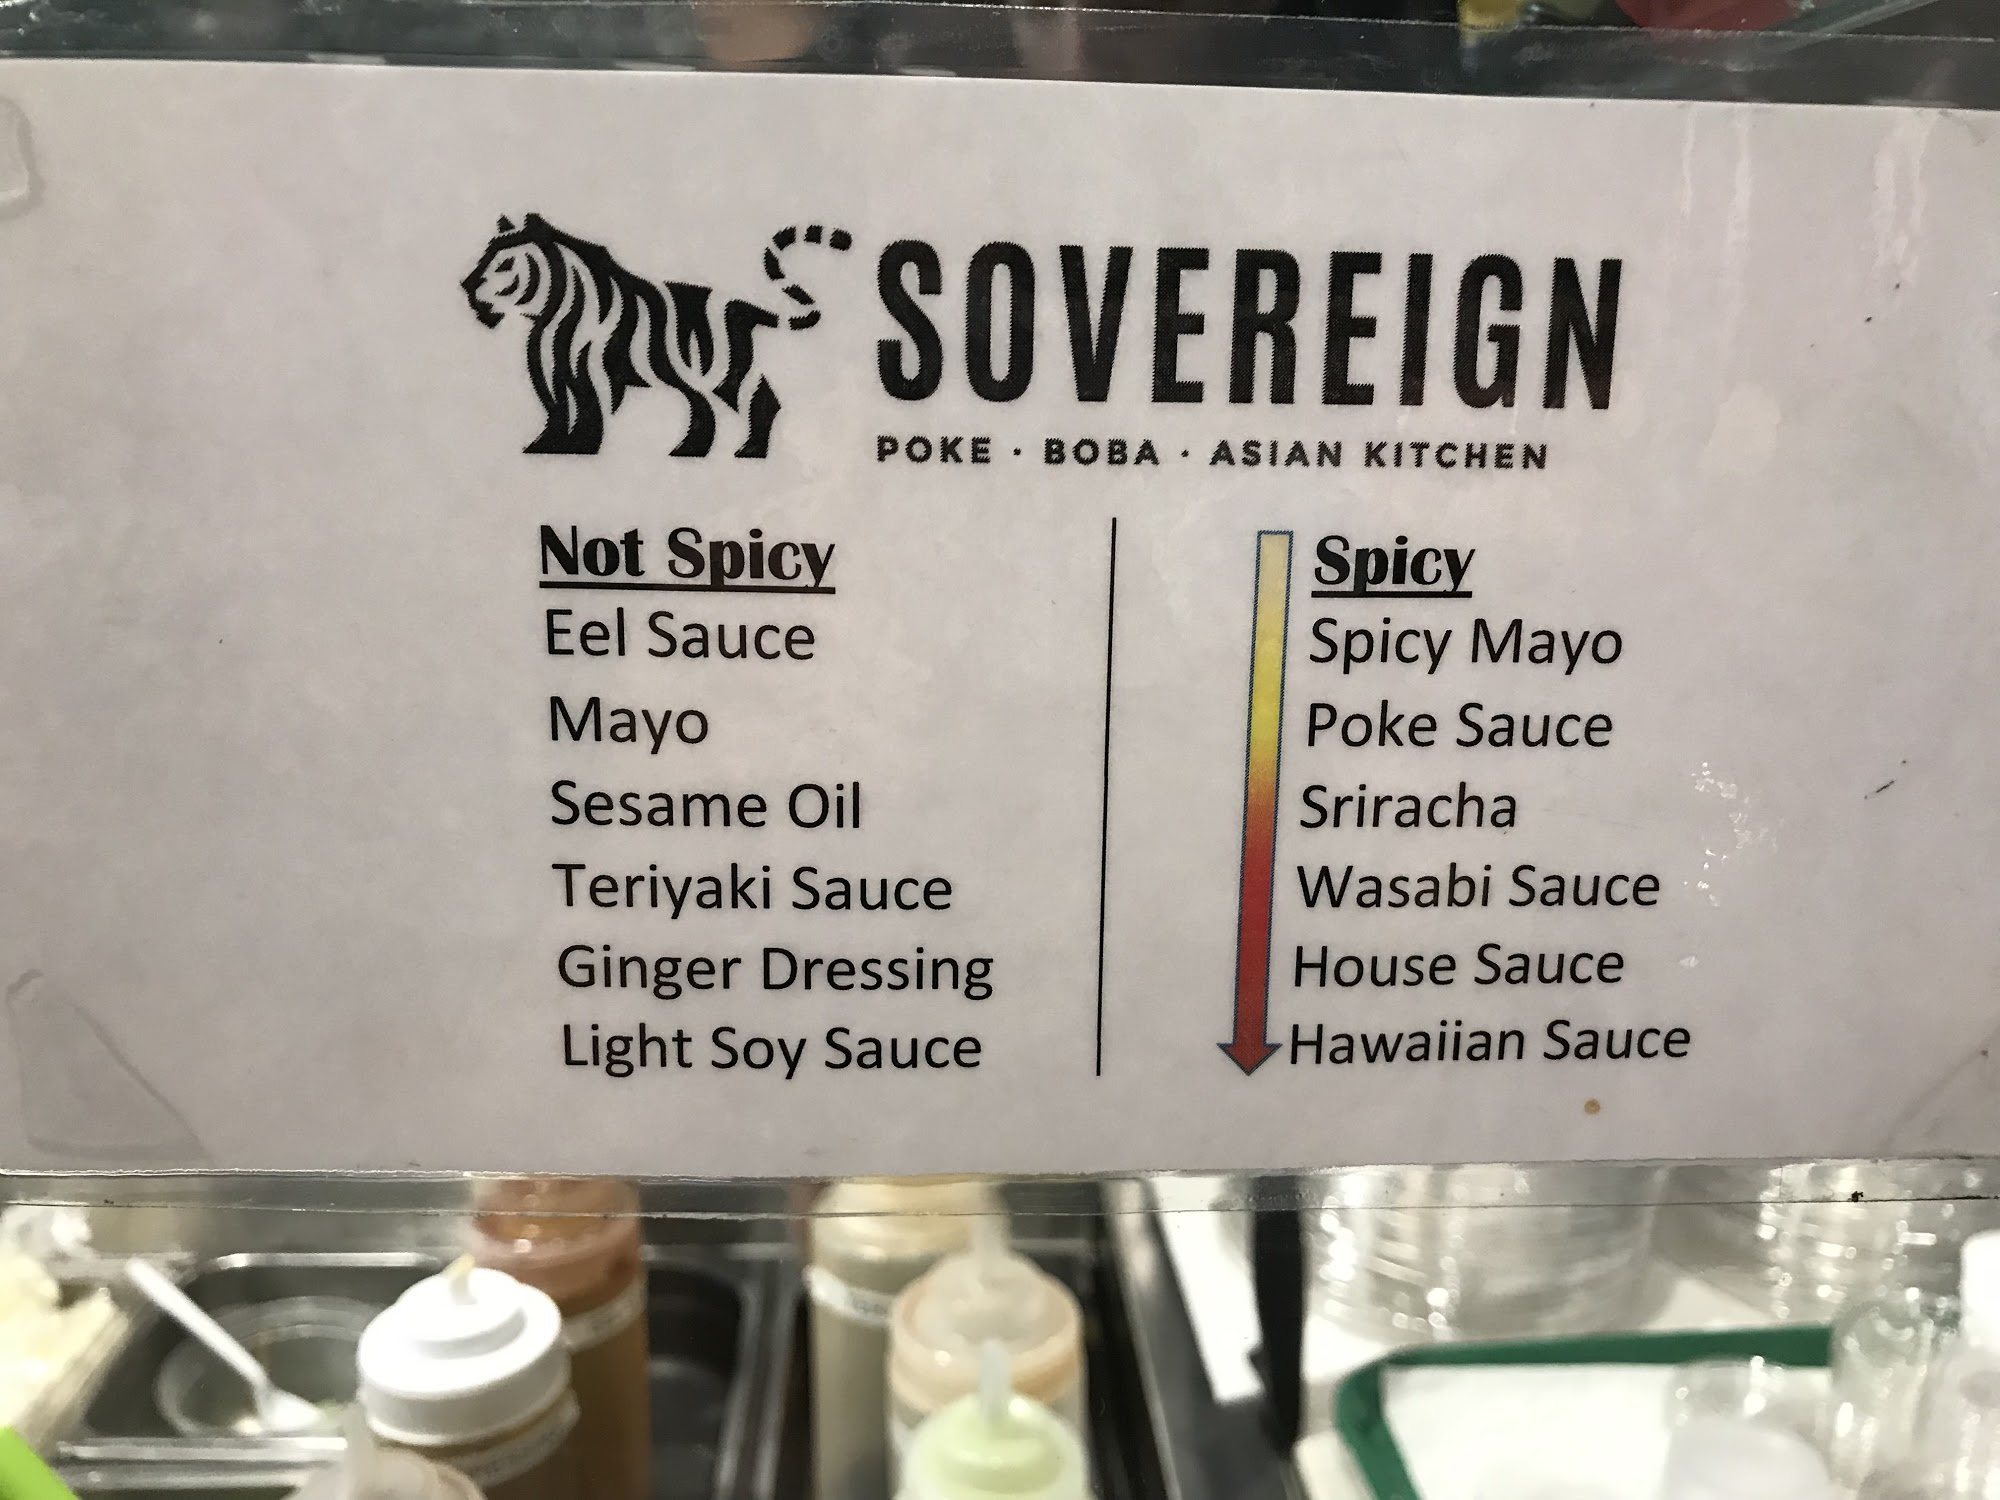 SOVEREIGN
POKE · BOBA · ASIAN KITCHEN
Not Spicy
Eel Sauce
Mayo
Sesame Oil
Teriyaki Sauce
Ginger Dressing
Light Soy Sauce
Spicy
Spicy Mayo
Poke Sauce
Sriracha
Wasabi Sauce
House Sauce
Hawaiian Sauce